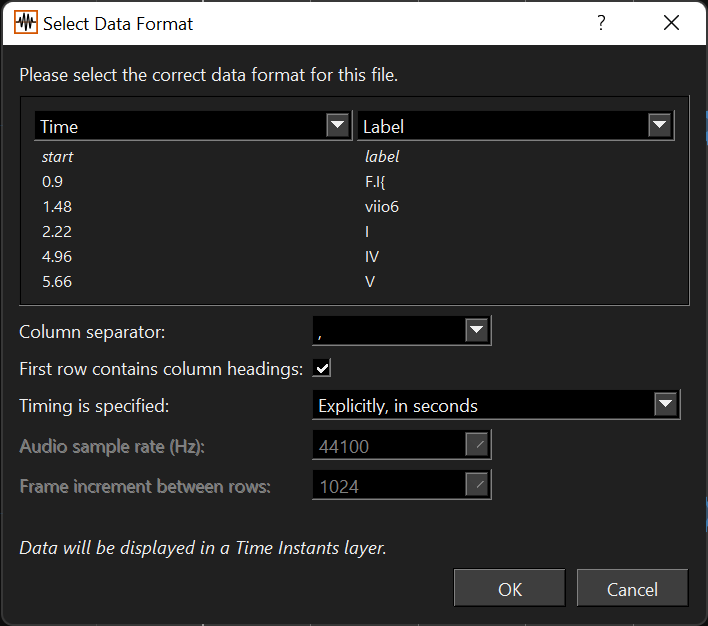 Select Data Format ?
Please select the correct data format for this file.
Time Label
start label
0.9 F.I{
1.48 viio6
2.22 I
4.96 IV
5.66 V
Column separator: ,
First row contains column headings:
Timing is specified: Explicitly, in seconds
Audio sample rate (Hz): 44100
Frame increment between rows: 1024
Data will be displayed in a Time Instants layer.
OK Cancel